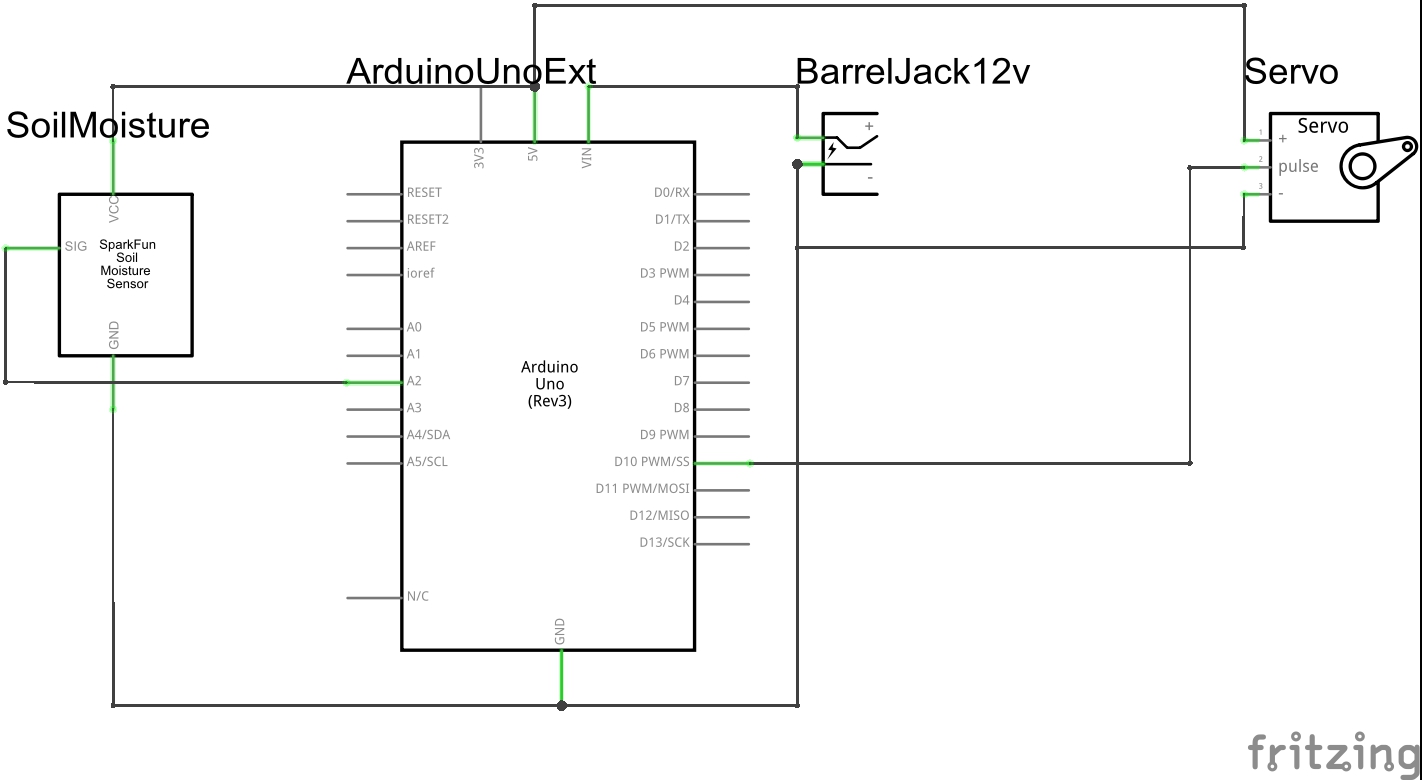 ArduinoUnoExt
BarrelJack12v
Servo
SoilMoisture
VCC
SIG
SparkFun
Soil
Moisture
Sensor
GND
3V3
5V
VIN
RESET
RESET2
AREF
ioref
A0
A1
A2
A3
A4/SDA
A5/SCL
N/C
Arduino
Uno
(Rev3)
D0/RX
D1/TX
D2
D3 PWM
D4
D5 PWM
D6 PWM
D7
D8
D9 PWM
D10 PWM/SS
D11 PWM/MOSI
D12/MISO
D13/SCK
GND
+
-
Servo
1 +
2 pulse
3 -
fritzing